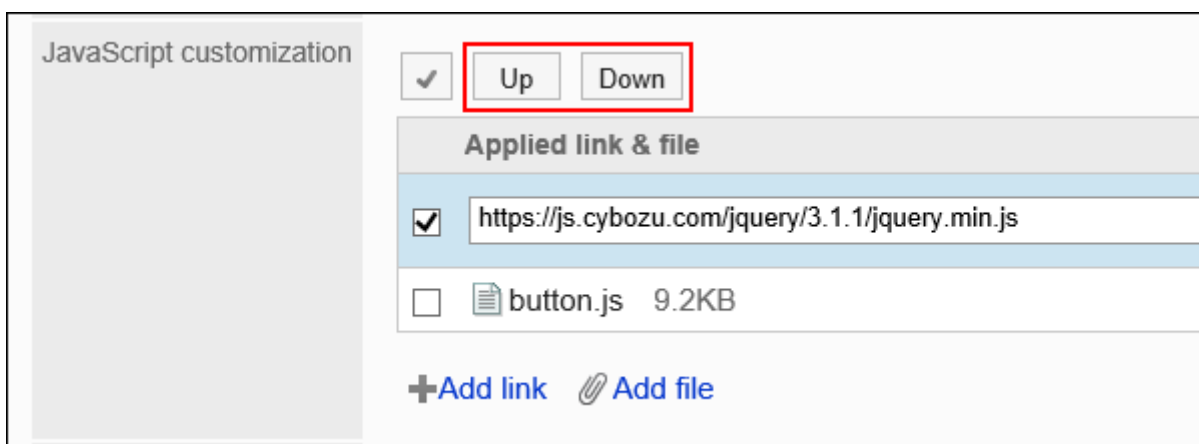 JavaScript customization
Up Down
Applied link & file
https://js.cybozu.com/jquery/3.1.1/jquery.min.js
button.js 9.2KB
Add link Add file